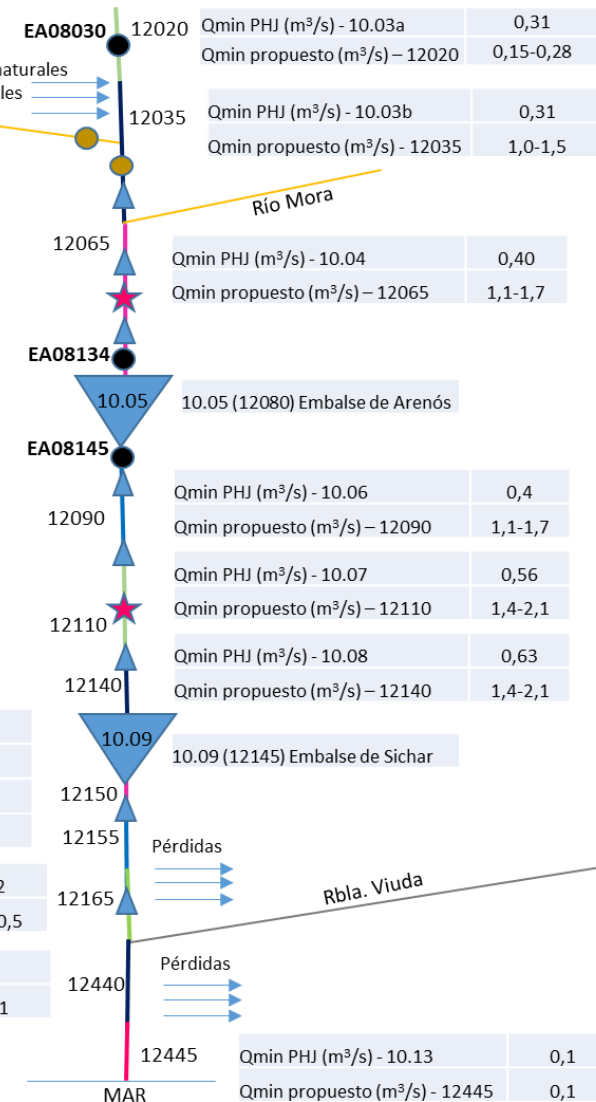 EA08030
12020
Qmin PHJ (m³/s) - 10.03a 0,31
Qmin propuesto (m³/s) – 12020 0,15-0,28
12035
Qmin PHJ (m³/s) - 10.03b 0,31
Qmin propuesto (m³/s) - 12035 1,0-1,5
Río Mora
12065
Qmin PHJ (m³/s) - 10.04 0,40
Qmin propuesto (m³/s) – 12065 1,1-1,7
EA08134
10.05
10.05 (12080) Embalse de Arenós
EA08145
12090
Qmin PHJ (m³/s) - 10.06 0,4
Qmin propuesto (m³/s) – 12090 1,1-1,7
12110
Qmin PHJ (m³/s) - 10.07 0,56
Qmin propuesto (m³/s) – 12110 1,4-2,1
12140
Qmin PHJ (m³/s) - 10.08 0,63
Qmin propuesto (m³/s) – 12140 1,4-2,1
10.09
10.09 (12145) Embalse de Sichar
12150
12155
Pérdidas
12165
Rbla. Viuda
0,5
12440
Pérdidas
12445
Qmin PHJ (m³/s) - 10.13 0,1
Qmin propuesto (m³/s) - 12445 0,1
MAR